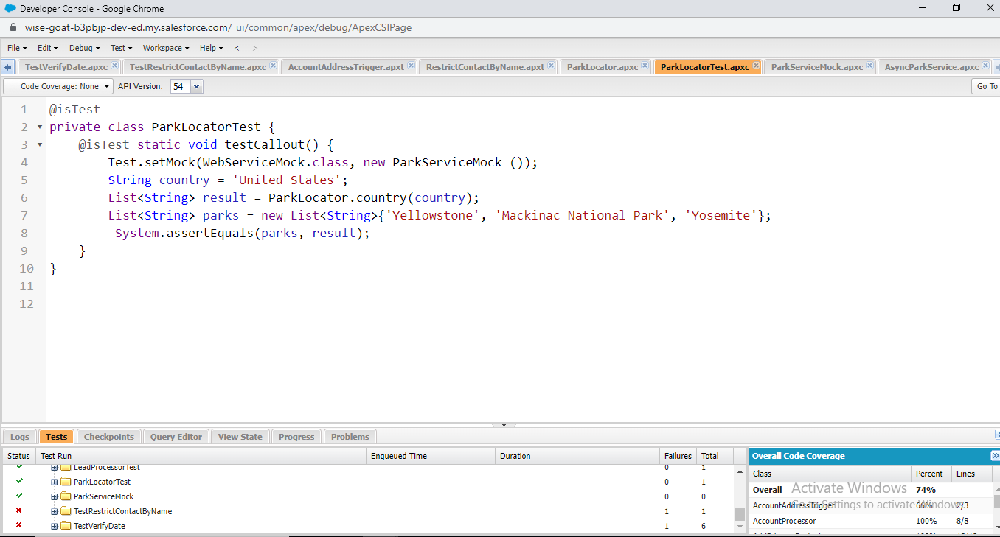 Developer Console - Google Chrome
wise-goat-b3pbjp-dev-ed.my.salesforce.com/_ui/common/apex/debug/ApexCSIPage
File Edit Debug Test Workspace Help < >
TestVerifyDate.apxc TestRestrictContactByName.apxc AccountAddressTrigger.apxt RestrictContactByName.apxt ParkLocator.apxc ParkLocatorTest.apxc ParkServiceMock.apxc AsyncParkService.apxc
Code Coverage: None API Version: 54 Go To
1 @isTest
2 private class ParkLocatorTest {
3 @isTest static void testCallout() {
4 Test.setMock(WebServiceMock.class, new ParkServiceMock ());
5 String country = 'United States';
6 List<String> result = ParkLocator.country(country);
7 List<String> parks = new List<String>{'Yellowstone', 'Mackinac National Park', 'Yosemite'};
8 System.assertEquals(parks, result);
9 }
10 }
11
12
Logs Tests Checkpoints Query Editor View State Progress Problems
Status Test Run Enqueued Time Duration Failures Total
LeadProcessorTest 0 1
ParkLocatorTest 0 1
ParkServiceMock 0 0
TestRestrictContactByName 1 1
TestVerifyDate 1 6
Overall Code Coverage
Class Percent Lines
Overall 74%
AccountAddressTrigger 66% 2/3
AccountProcessor 100% 8/8
Activate Windows
Go to Settings to activate Windows.